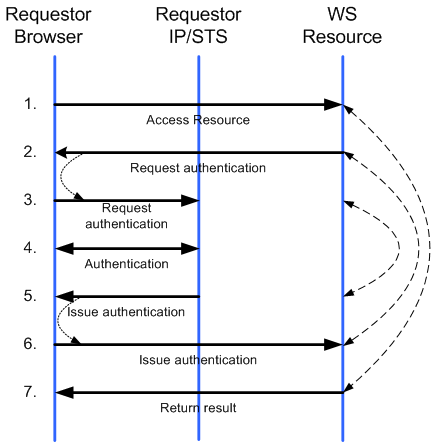 Requestor Browser
Requestor IP/STS
WS Resource
1.
Access Resource
2.
Request authentication
3.
Request
authentication
4.
Authentication
5.
Issue authentication
6.
Issue authentication
7.
Return result